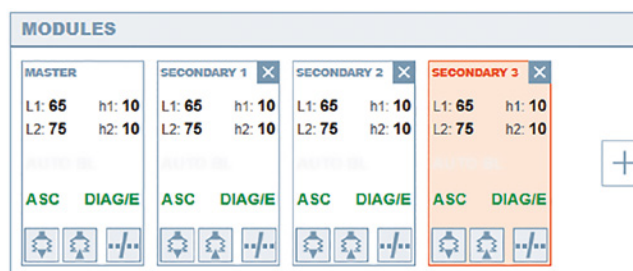 MODULES
MASTER
L1: 65 h1: 10
L2: 75 h2: 10
ASC DIAG/E
SECONDARY 1
L1: 65 h1: 10
L2: 75 h2: 10
ASC DIAG/E
SECONDARY 2
L1: 65 h1: 10
L2: 75 h2: 10
ASC DIAG/E
SECONDARY 3
L1: 65 h1: 10
L2: 75 h2: 10
ASC DIAG/E